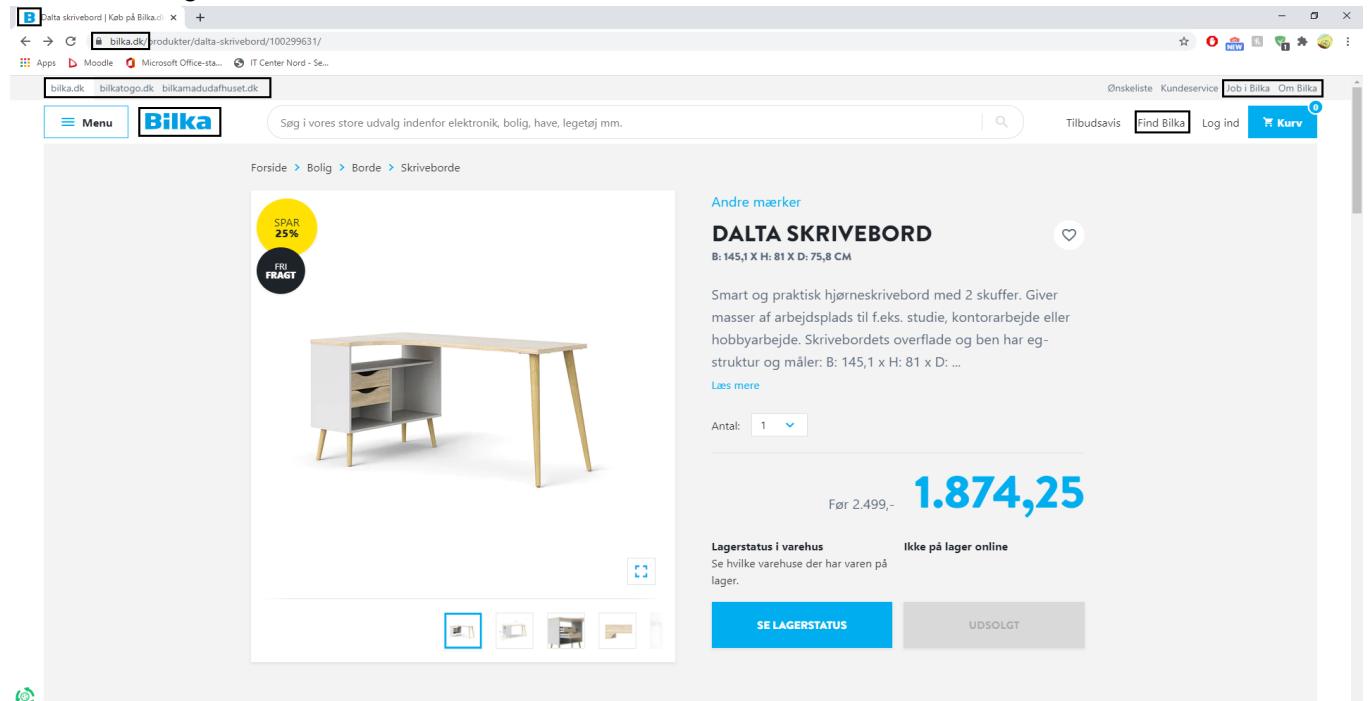 B Dalta skrivebord | Køb på Bilka.d
bilka.dk/produkter/dalta-skrivebord/100299631/
NEW
1
Apps Moodle Microsoft Office-sta... IT Center Nord - Se...
bilka.dk bilkatogo.dk bilkamadudafhuset.dk Ønskeliste Kundeservice Job i Bilka Om Bilka
Menu Bilka Søg i vores store udvalg indenfor elektronik, bolig, have, legetøj mm. Tilbudsavis Find Bilka Log ind Kurv 0
Forside > Bolig > Borde > Skriveborde
SPAR
25%
FRI
FRAGT
Andre mærker
DALTA SKRIVEBORD
B: 145,1 X H: 81 X D: 75,8 CM
Smart og praktisk hjørneskrivebord med 2 skuffer. Giver
masser af arbejdsplads til f.eks. studie, kontorarbejde eller
hobbyarbejde. Skrivebordets overflade og ben har eg-
struktur og måler: B: 145,1 x H: 81 x D: ...
Læs mere
Antal: 1
Før 2.499,- 1.874,25
Lagerstatus i varehus Ikke på lager online
Se hvilke varehuse der har varen på
lager.
SE LAGERSTATUS UDSOLGT